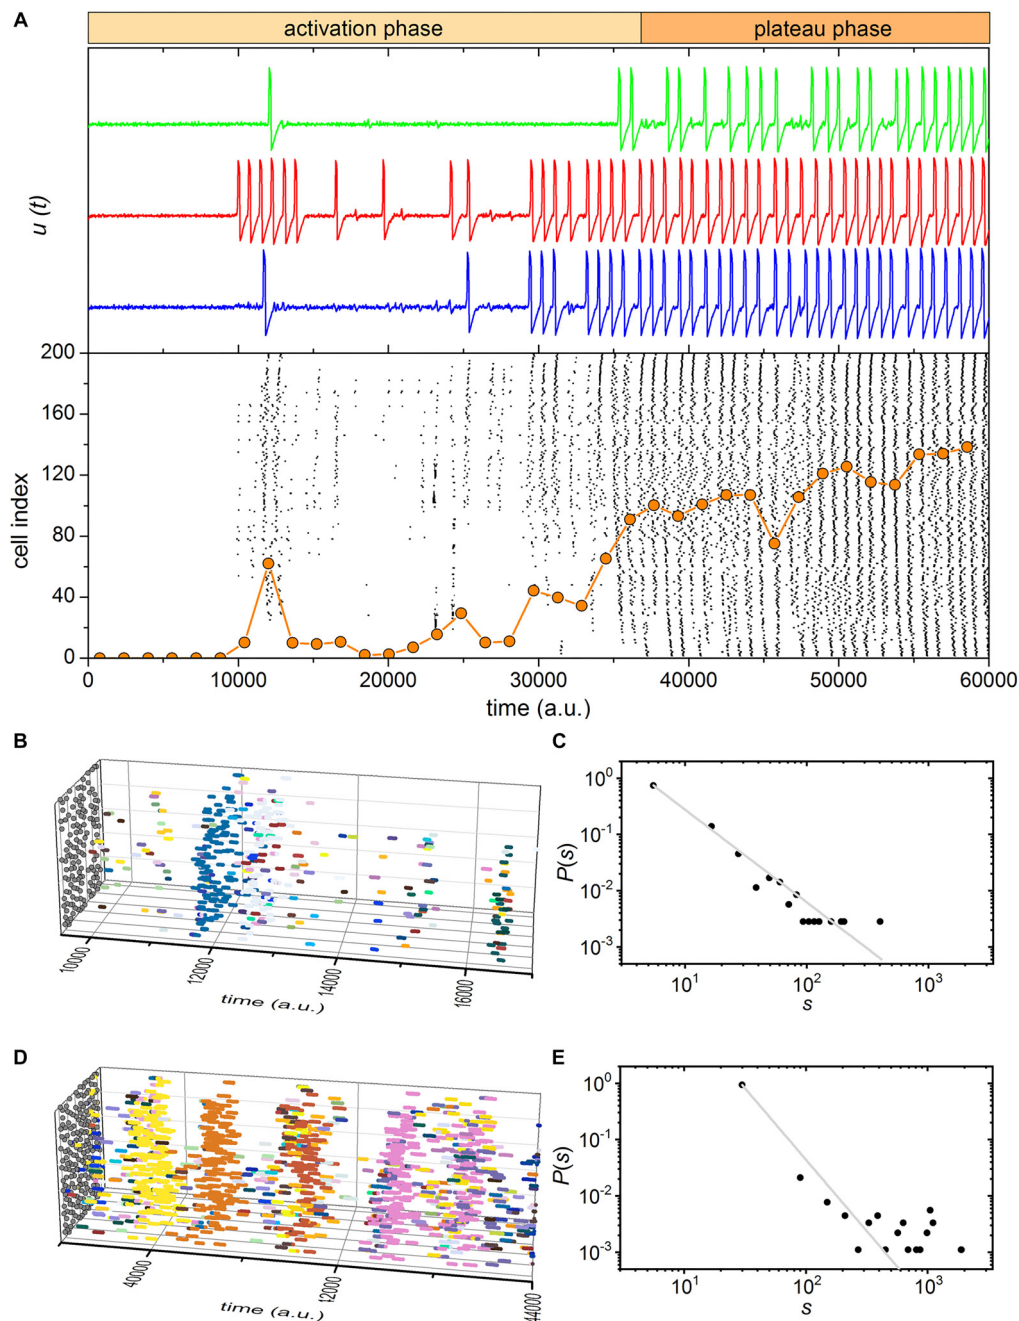 A
activation phase
plateau phase
u (t)
200
160
120
80
40
0
cell index
0
10000
20000
30000
40000
50000
60000
time (a.u.)
B
10000
12000
14000
16000
time (a.u.)
C
10^0
10^-1
10^-2
10^-3
P(s)
10^1
10^2
10^3
s
D
40000
42000
44000
time (a.u.)
E
10^0
10^-1
10^-2
10^-3
P(s)
10^1
10^2
10^3
s